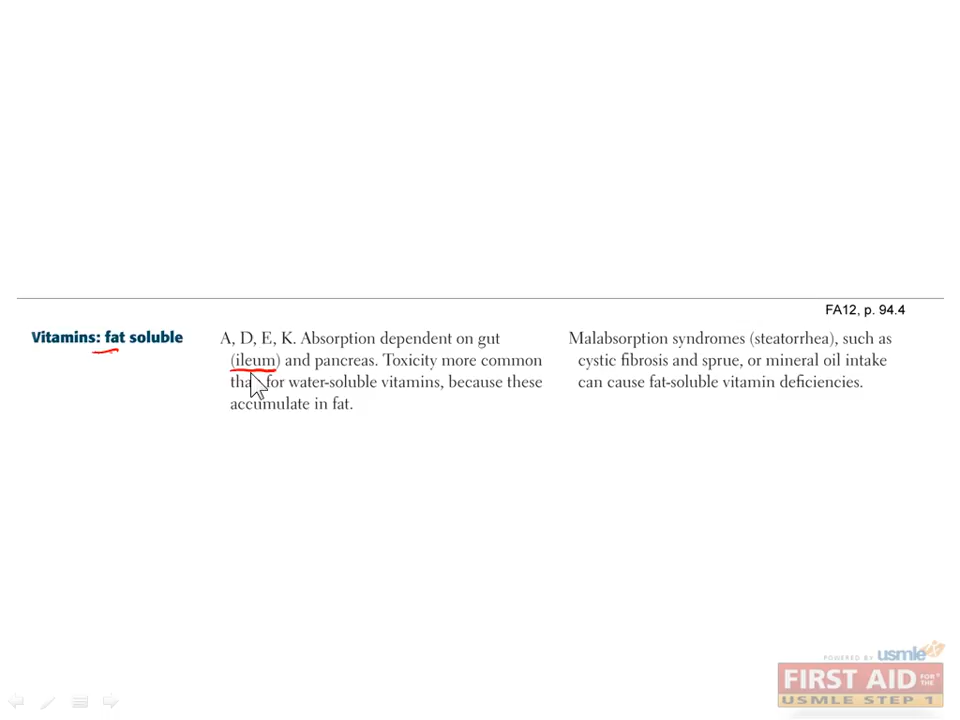 FA12, p. 94.4
Vitamins: fat soluble
A, D, E, K. Absorption dependent on gut
(ileum) and pancreas. Toxicity more common
for water-soluble vitamins, because these
accumulate in fat.
Malabsorption syndromes (steatorrhea), such as
cystic fibrosis and sprue, or mineral oil intake
can cause fat-soluble vitamin deficiencies.
POWERED BY usmle
FIRST AID FOR THE
USMLE STEP 1